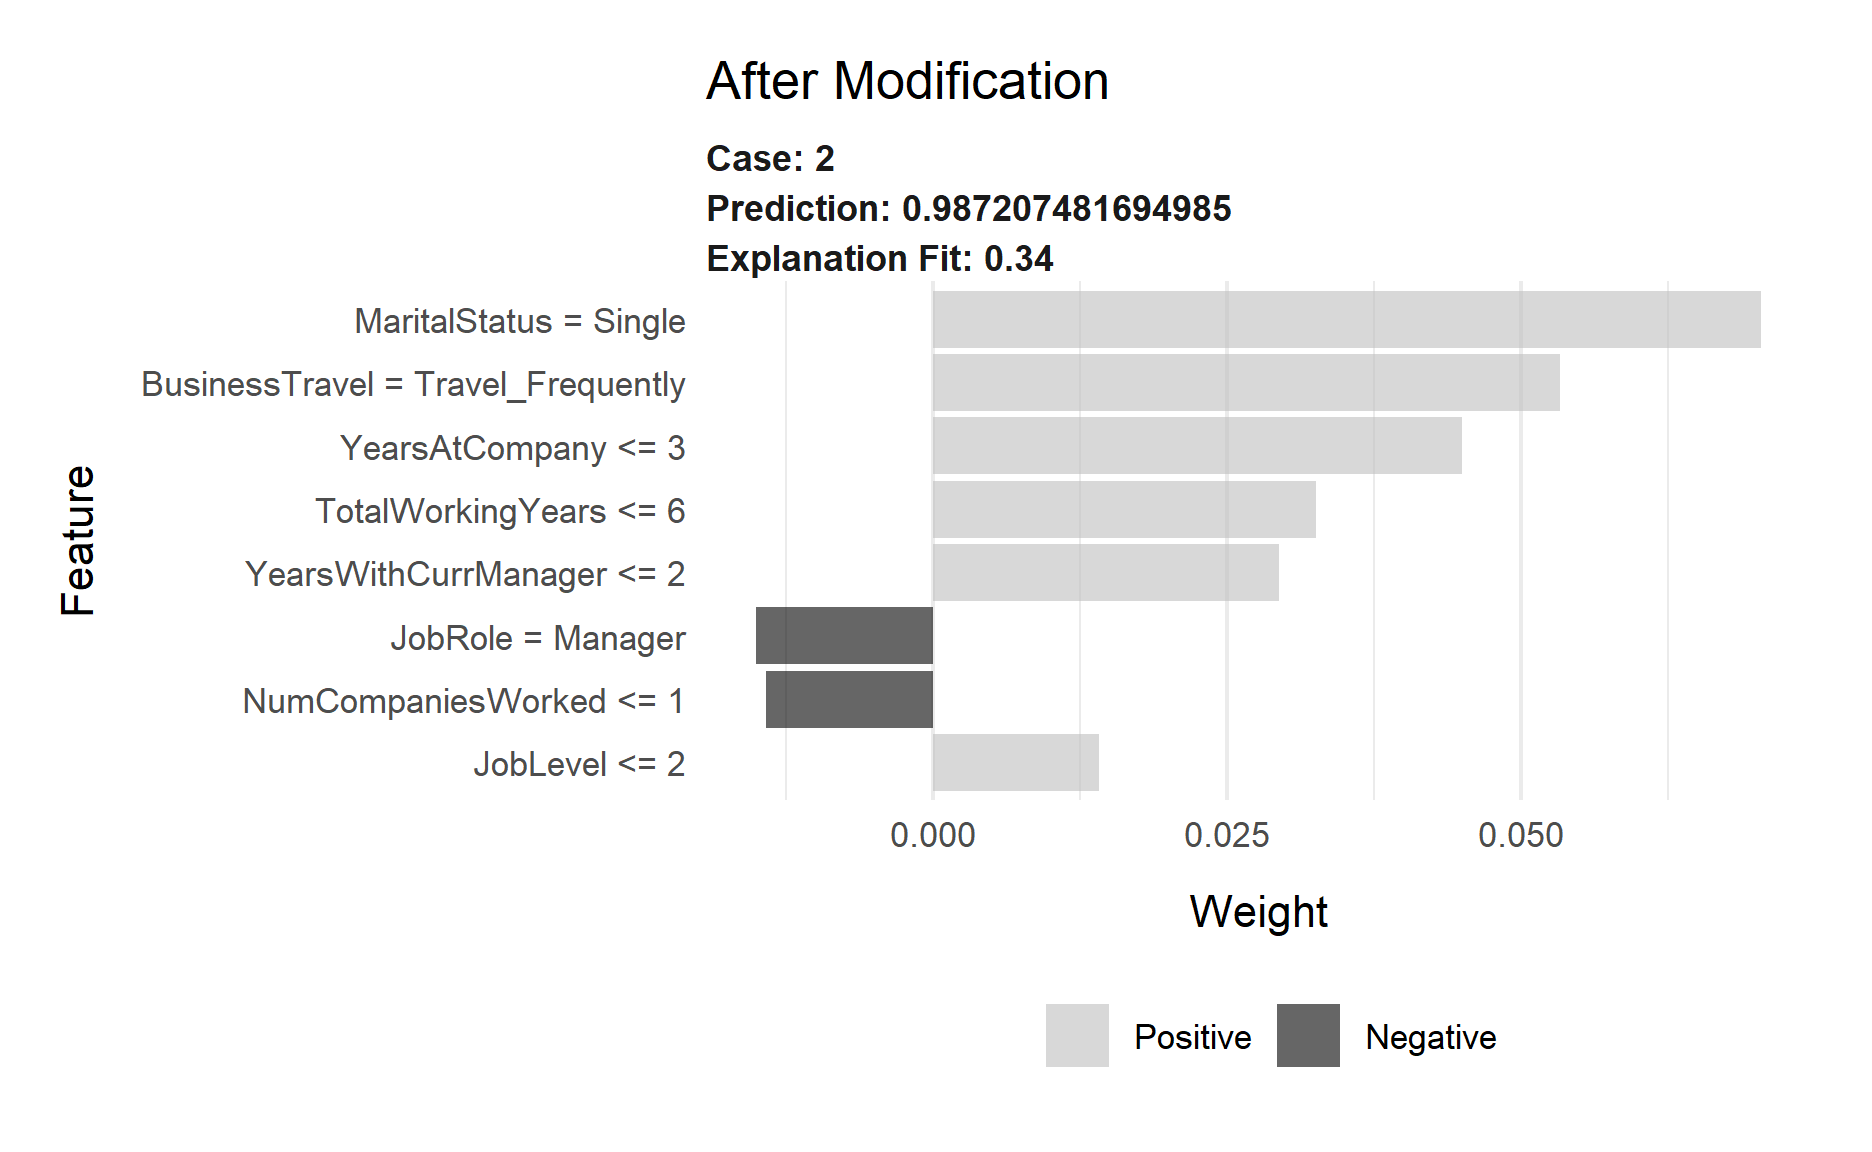 After Modification
Case: 2
Prediction: 0.987207481694985
Explanation Fit: 0.34
Feature
MaritalStatus = Single
BusinessTravel = Travel_Frequently
YearsAtCompany <= 3
TotalWorkingYears <= 6
YearsWithCurrManager <= 2
JobRole = Manager
NumCompaniesWorked <= 1
JobLevel <= 2
0.000 0.025 0.050
Weight
Positive Negative